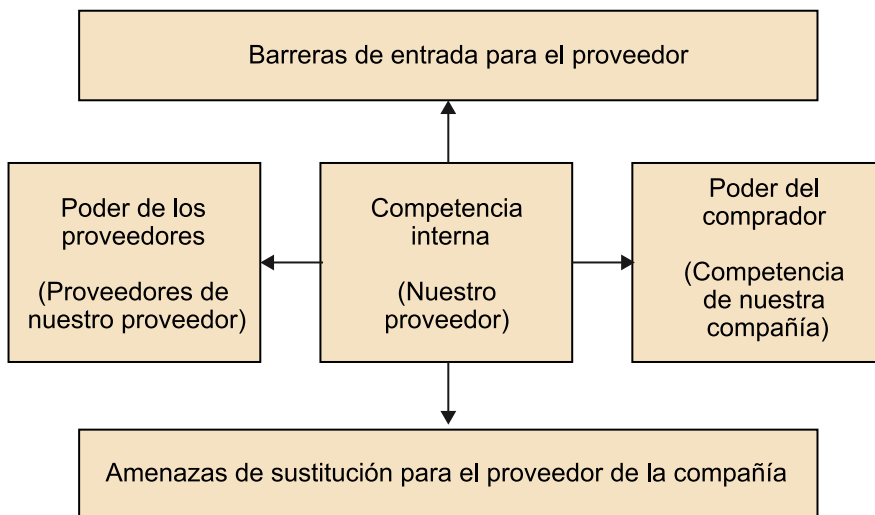 Barreras de entrada para el proveedor
Poder de los
proveedores
(Proveedores de
nuestro proveedor)
Competencia
interna
(Nuestro
proveedor)
Poder del
comprador
(Competencia
de nuestra
compañía)
Amenazas de sustitución para el proveedor de la compañía